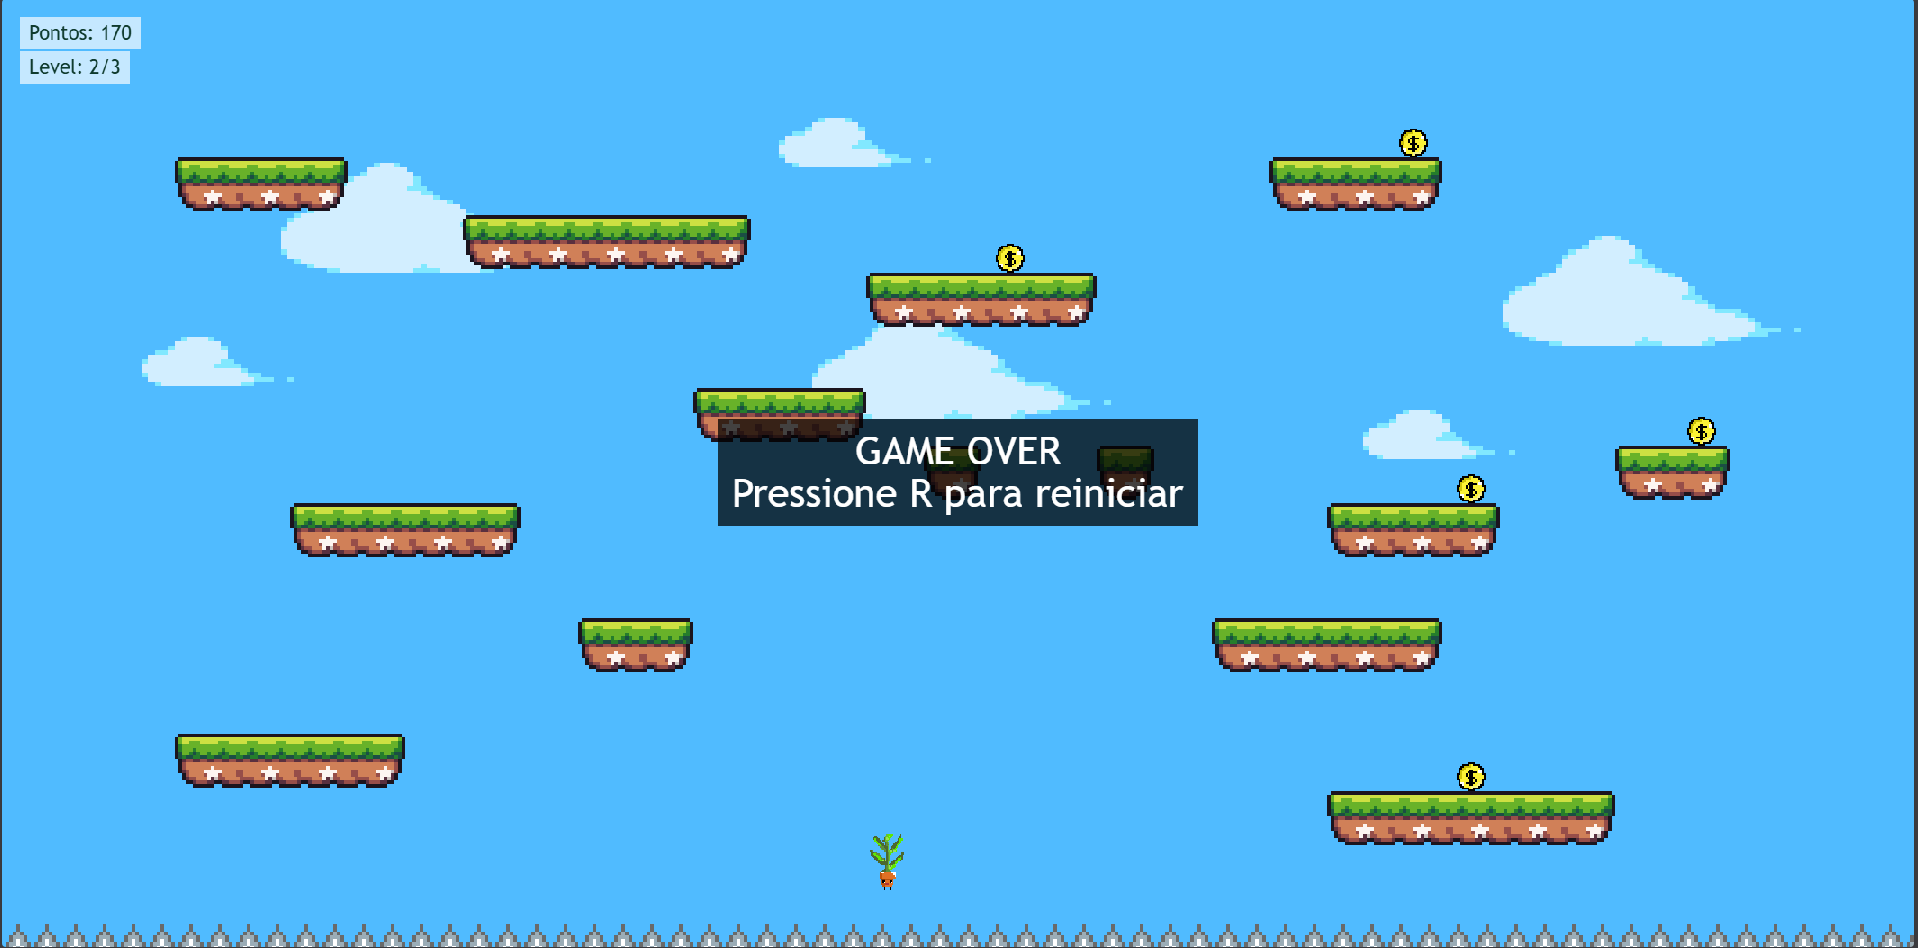 Pontos: 170
Level: 2/3
GAME OVER
Pressione R para reiniciar